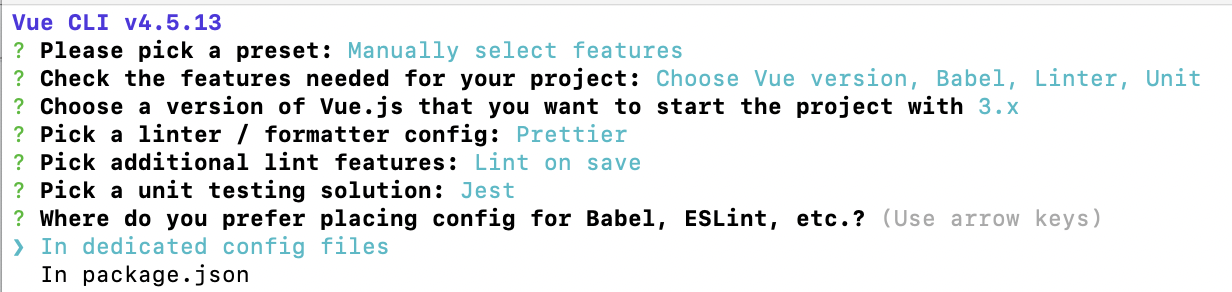 Vue CLI v4.5.13
? Please pick a preset: Manually select features
? Check the features needed for your project: Choose Vue version, Babel, Linter, Unit
? Choose a version of Vue.js that you want to start the project with 3.x
? Pick a linter / formatter config: Prettier
? Pick additional lint features: Lint on save
? Pick a unit testing solution: Jest
? Where do you prefer placing config for Babel, ESLint, etc.? (Use arrow keys)
❯ In dedicated config files
In package.json